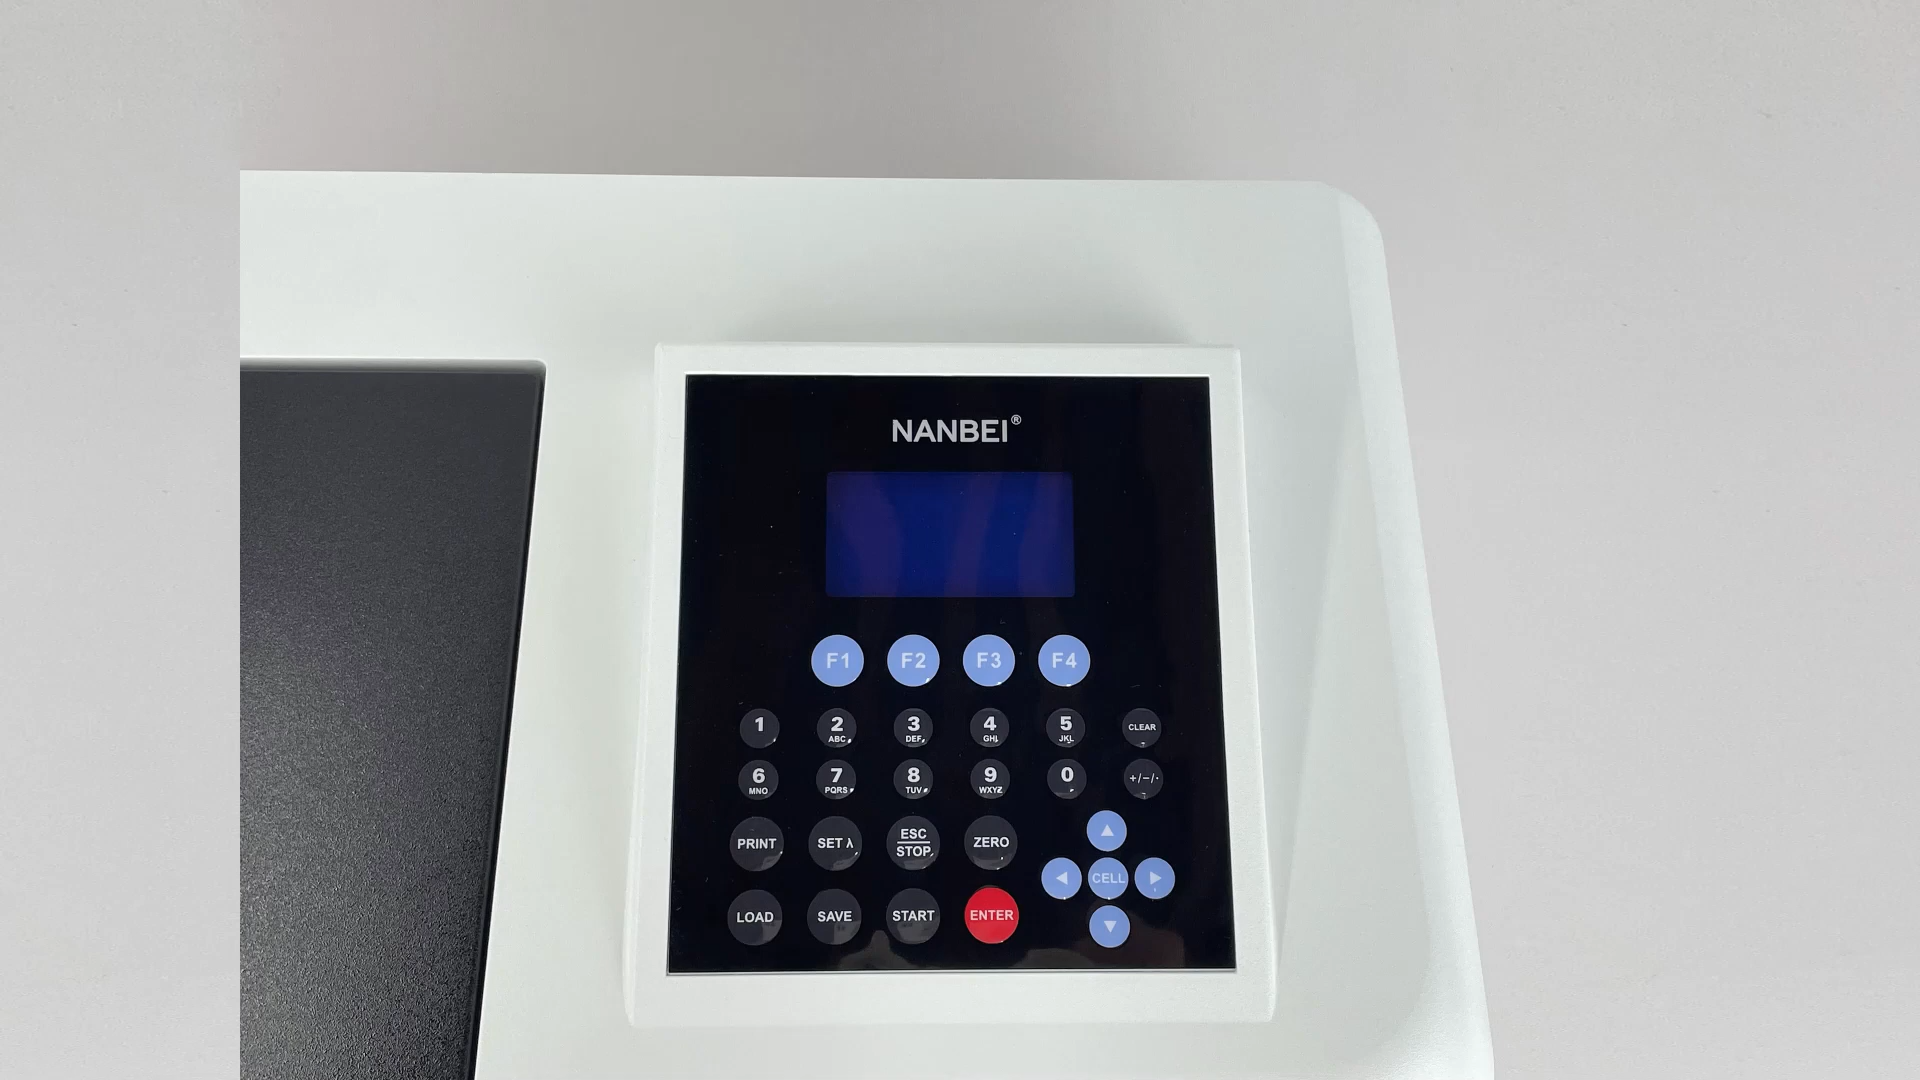 NANBEI®
F1 F2 F3 F4
1 2 3 4 5 CLEAR
ABC DEF GHI JKL
6 7 8 9 0 +/−/·
MNO PQRS TUV WXYZ
PRINT SET λ ESC STOP ZERO
CELL
LOAD SAVE START ENTER